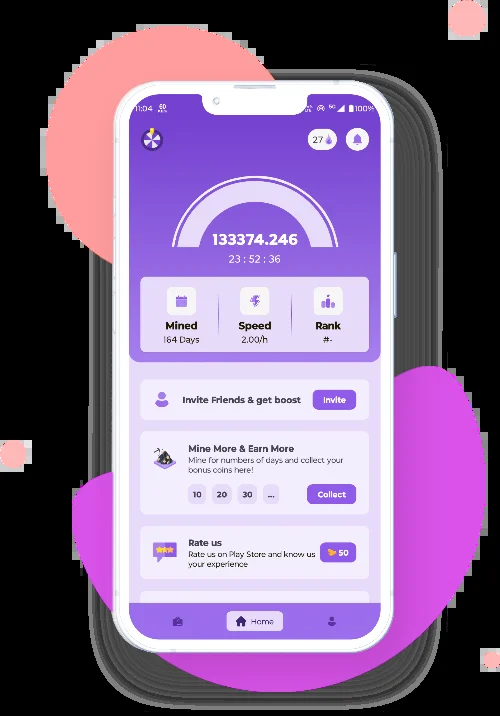 11:04 60 5G 100%
27
133374.246
23 : 52 : 36
Mined Speed Rank
164 Days 2.00/h #-
Invite Friends & get boost Invite
Mine More & Earn More
Mine for numbers of days and collect your
bonus coins here!
10 20 30 ... Collect
Rate us
Rate us on Play Store and know us 50
your experience
Home